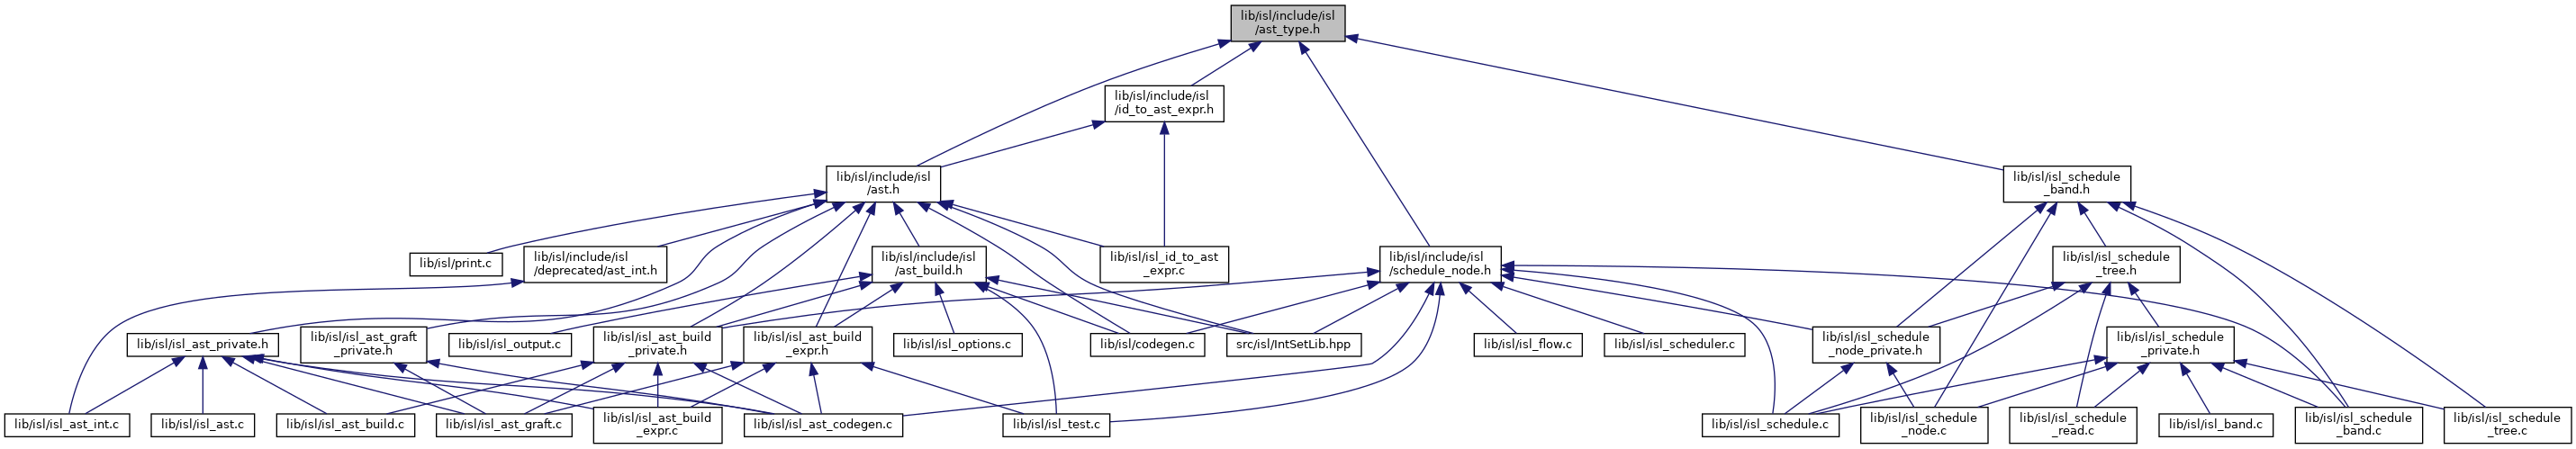 lib/isl/include/isl
/ast_type.h
lib/isl/include/isl
/id_to_ast_expr.h
lib/isl/include/isl
/ast.h
lib/isl/isl_schedule
_band.h
lib/isl/print.c
lib/isl/include/isl
/deprecated/ast_int.h
lib/isl/include/isl
/ast_build.h
lib/isl/isl_id_to_ast
_expr.c
lib/isl/include/isl
/schedule_node.h
lib/isl/isl_schedule
_tree.h
lib/isl/isl_ast_private.h
lib/isl/isl_ast_graft
_private.h
lib/isl/isl_output.c
lib/isl/isl_ast_build
_private.h
lib/isl/isl_ast_build
_expr.h
lib/isl/isl_options.c
lib/isl/codegen.c
src/isl/IntSetLib.hpp
lib/isl/isl_flow.c
lib/isl/isl_scheduler.c
lib/isl/isl_schedule
_node_private.h
lib/isl/isl_schedule
_private.h
lib/isl/isl_ast_int.c
lib/isl/isl_ast.c
lib/isl/isl_ast_build.c
lib/isl/isl_ast_graft.c
lib/isl/isl_ast_build
_expr.c
lib/isl/isl_ast_codegen.c
lib/isl/isl_test.c
lib/isl/isl_schedule.c
lib/isl/isl_schedule
_node.c
lib/isl/isl_schedule
_read.c
lib/isl/isl_band.c
lib/isl/isl_schedule
_band.c
lib/isl/isl_schedule
_tree.c